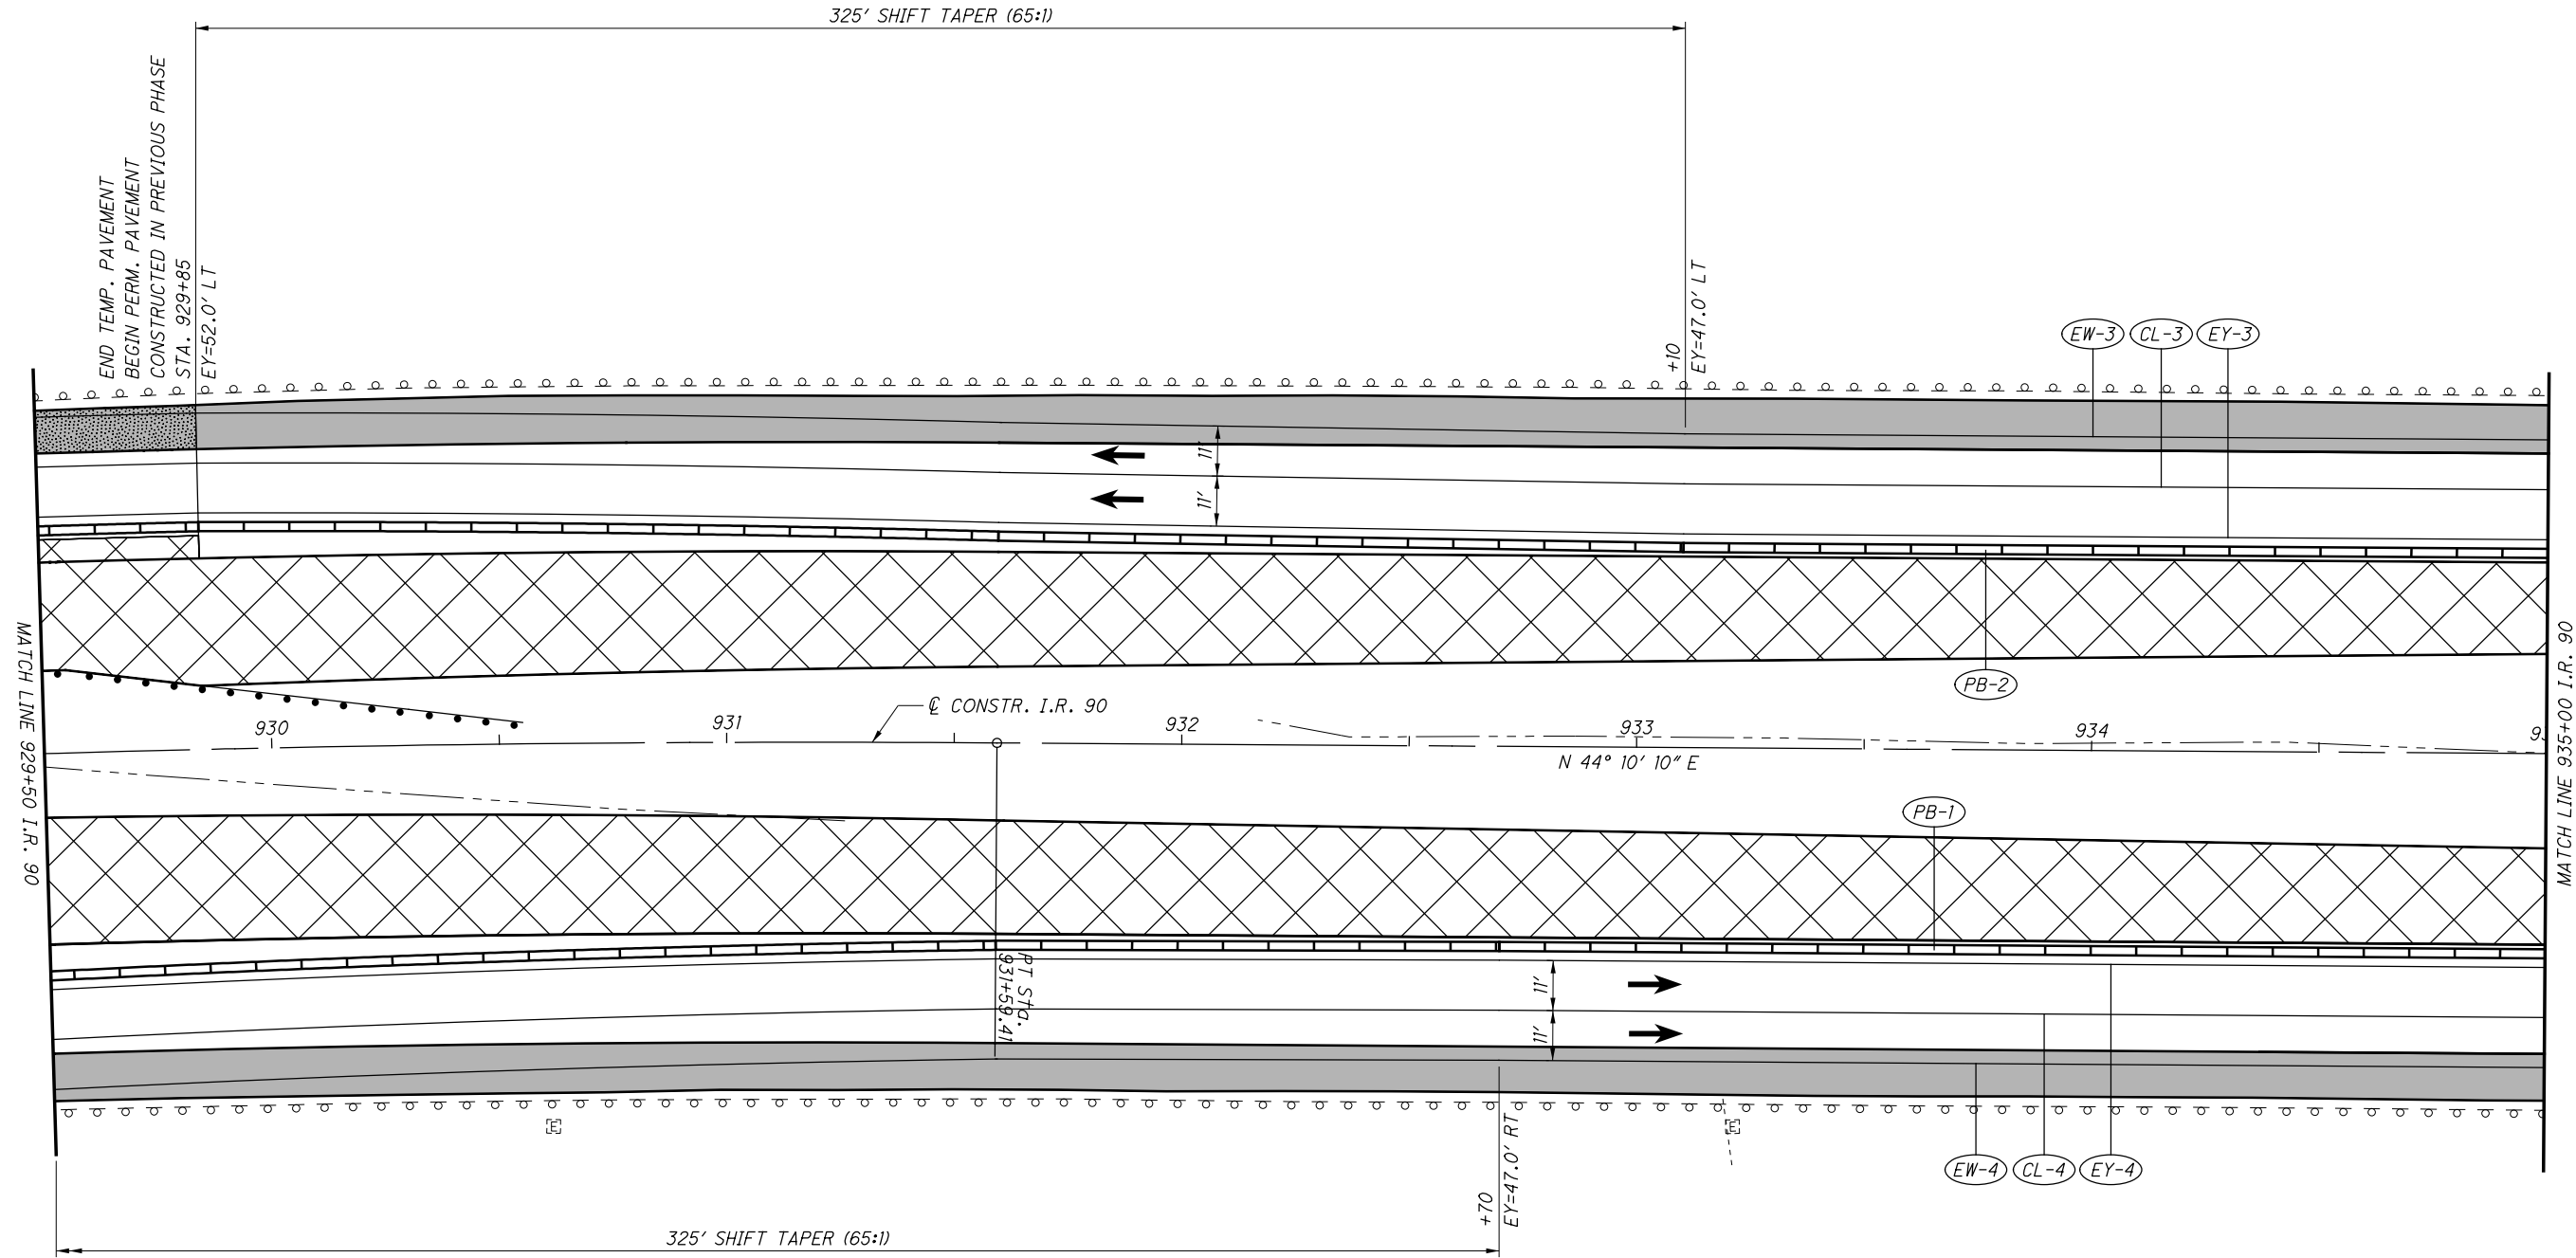 325' SHIFT TAPER (65:1)
END TEMP. PAVEMENT
BEGIN PERM. PAVEMENT
CONSTRUCTED IN PREVIOUS PHASE
STA. 929+85
EY=52.0' LT
+10
EY=47.0' LT
EW-3
CL-3
EY-3
11'
11'
MATCH LINE 929+50 I.R. 90
PB-2
℄ CONSTR. I.R. 90
930
931
932
933
934
N 44° 10' 10" E
MATCH LINE 935+00 I.R. 90
PB-1
PT Sta.
931+59.41
11'
11'
[E]
[E]
EW-4
CL-4
EY-4
+70
EY=47.0' RT
325' SHIFT TAPER (65:1)